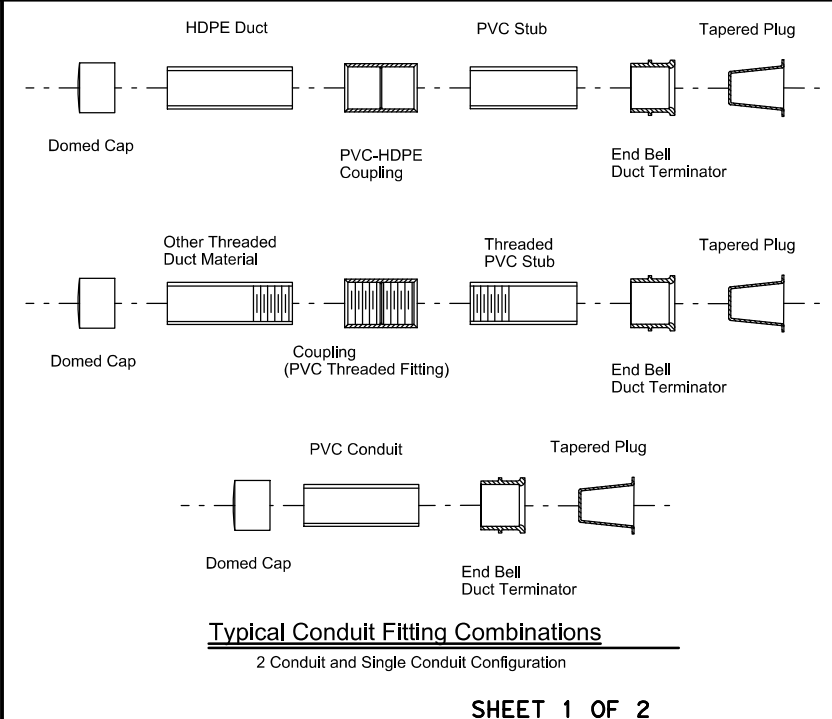 HDPE Duct
PVC Stub
Tapered Plug
Domed Cap
PVC-HDPE
Coupling
End Bell
Duct Terminator
Other Threaded
Duct Material
Threaded
PVC Stub
Tapered Plug
Domed Cap
Coupling
(PVC Threaded Fitting)
End Bell
Duct Terminator
PVC Conduit
Tapered Plug
Domed Cap
End Bell
Duct Terminator
Typical Conduit Fitting Combinations
2 Conduit and Single Conduit Configuration
SHEET 1 OF 2